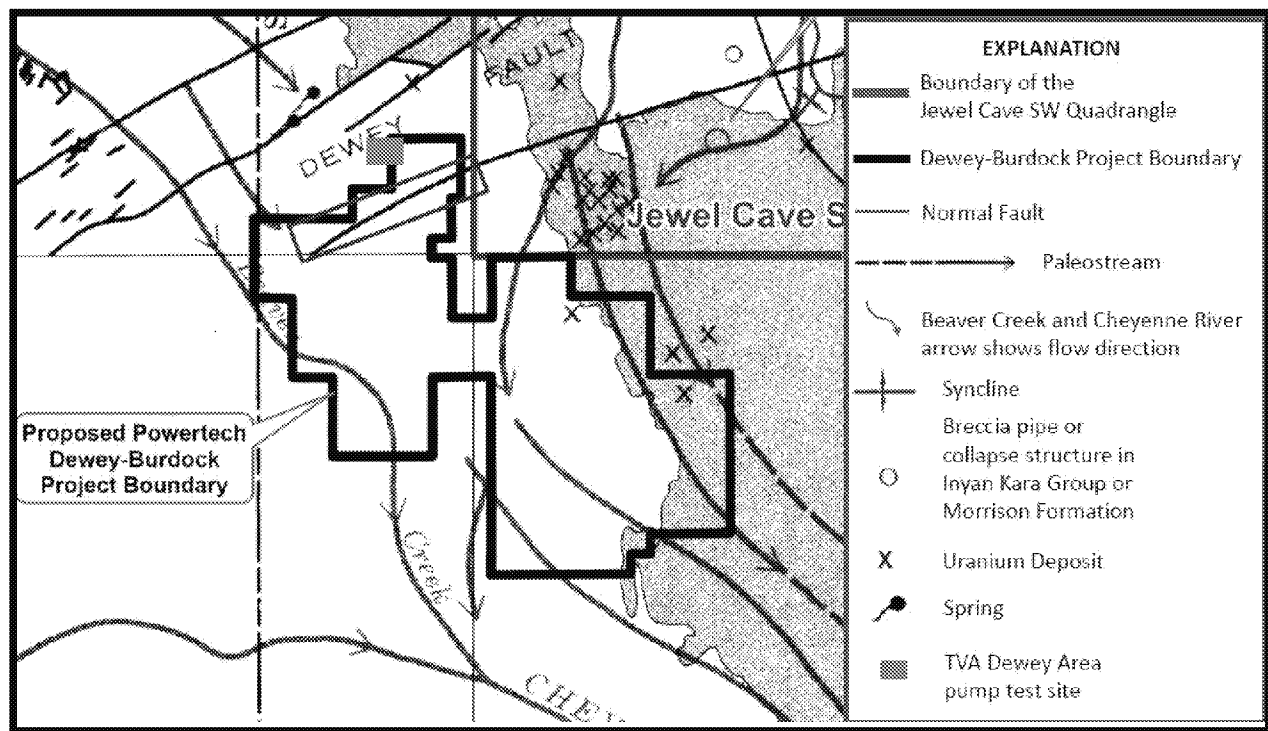 DEWEY
FAULT
Jewel Cave S
Proposed Powertech
Dewey-Burdock
Project Boundary
Creek
CHEY
EXPLANATION
Boundary of the
Jewel Cave SW Quadrangle
Dewey-Burdock Project Boundary
Normal Fault
Paleostream
Beaver Creek and Cheyenne River
arrow shows flow direction
Syncline
Breccia pipe or
collapse structure in
Inyan Kara Group or
Morrison Formation
X Uranium Deposit
Spring
TVA Dewey Area
pump test site